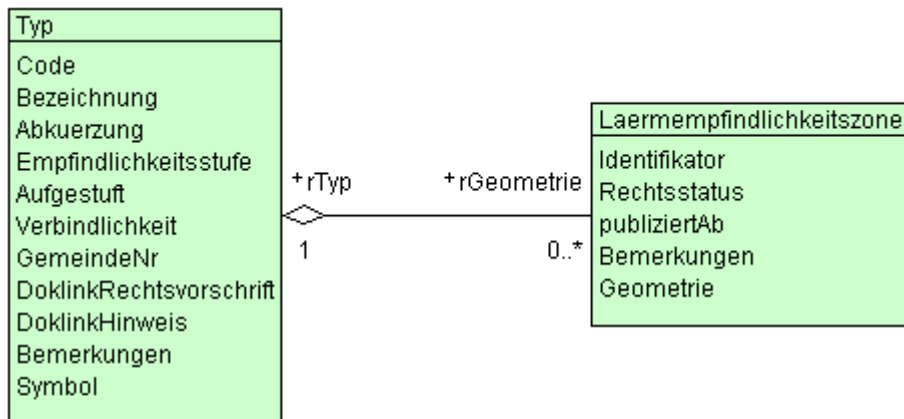 Typ
Code
Bezeichnung
Abkuerzung
Empfindlichkeitsstufe
Aufgestuft
Verbindlichkeit
GemeindeNr
DoklinkRechtsvorschrift
DoklinkHinweis
Bemerkungen
Symbol
+rTyp
1
+rGeometrie
0..*
Laermempfindlichkeitszone
Identifikator
Rechtsstatus
publiziertAb
Bemerkungen
Geometrie